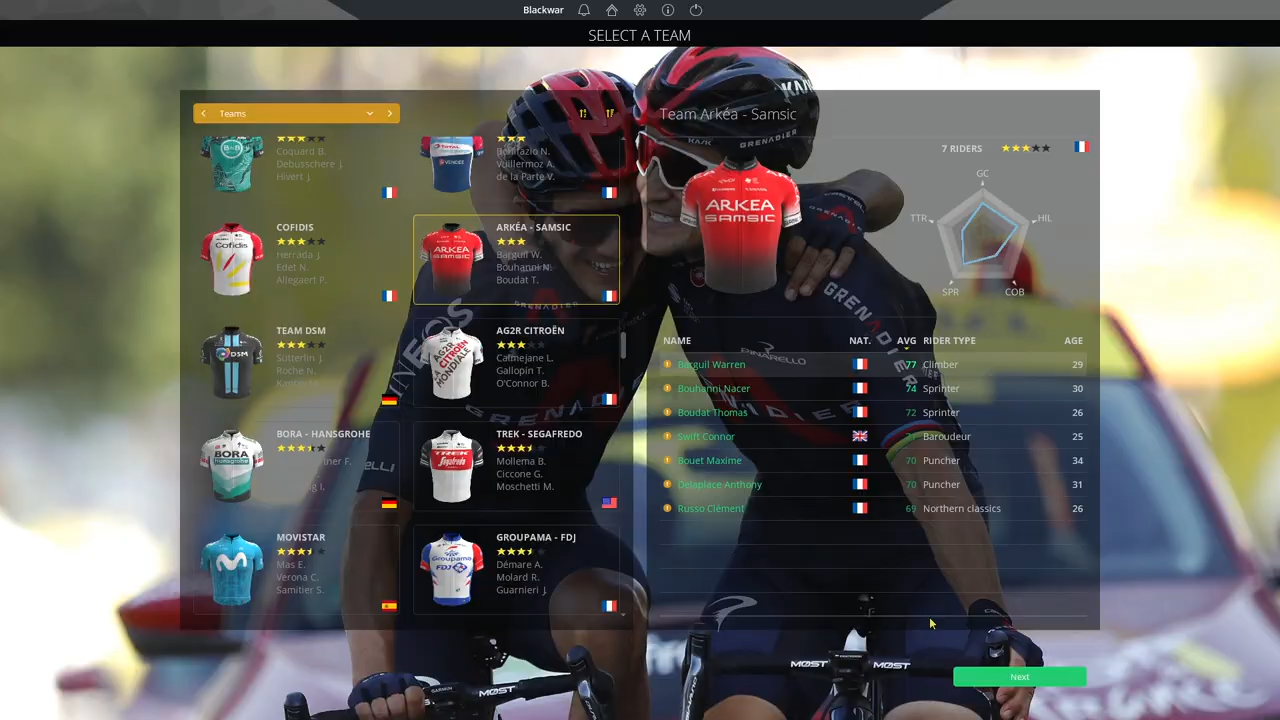 Blackwar
SELECT A TEAM
Teams
Coquard B.
Debusschere J.
Hivert J.
Bonifazio N.
Vuillermoz A.
de la Parte V.
COFIDIS
Herrada J.
Edet N.
Allegaert P.
ARKÉA - SAMSIC
Barguil W.
Bouhanni N.
Boudat T.
TEAM DSM
Sütterlin J.
Roche N.
AG2R CITROËN
Calmejane L.
Gallopin T.
O'Connor B.
BORA - HANSGROHE
TREK - SEGAFREDO
Mollema B.
Ciccone G.
Moschetti M.
MOVISTAR
Mas E.
Verona C.
Samitier S.
GROUPAMA - FDJ
Démare A.
Molard R.
Guarnieri J.
Team Arkéa - Samsic
7 RIDERS
GC
TTR
HIL
SPR
COB
ARKEA
SAMSIC
NAME NAT. AVG RIDER TYPE AGE
Barguil Warren 77 Climber 29
Bouhanni Nacer 74 Sprinter 30
Boudat Thomas 72 Sprinter 26
Swift Connor 71 Baroudeur 25
Bouet Maxime 70 Puncher 34
Delaplace Anthony 70 Puncher 31
Russo Clément 69 Northern classics 26
Next